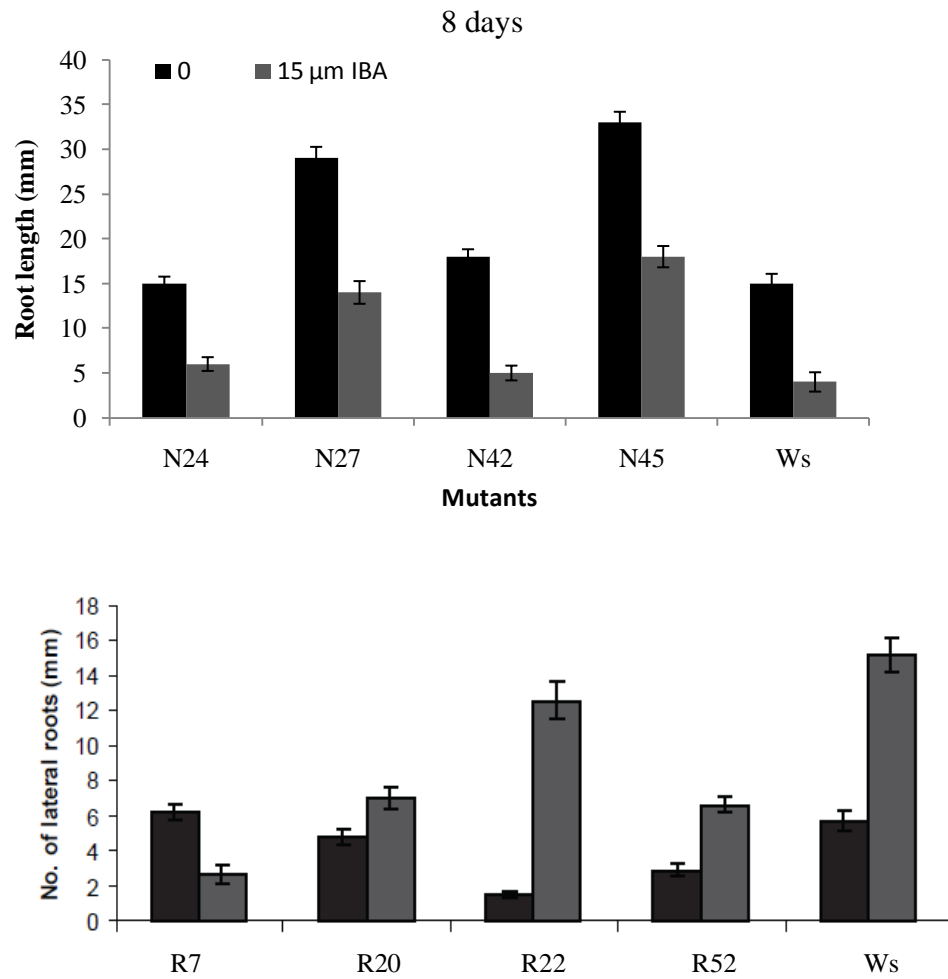 8 days
40
35
30
25
20
15
10
5
0
Root length (mm)
0 15 µm IBA
N24 N27 N42 N45 Ws
Mutants
18
16
14
12
10
8
6
4
2
0
No. of lateral roots (mm)
R7 R20 R22 R52 Ws